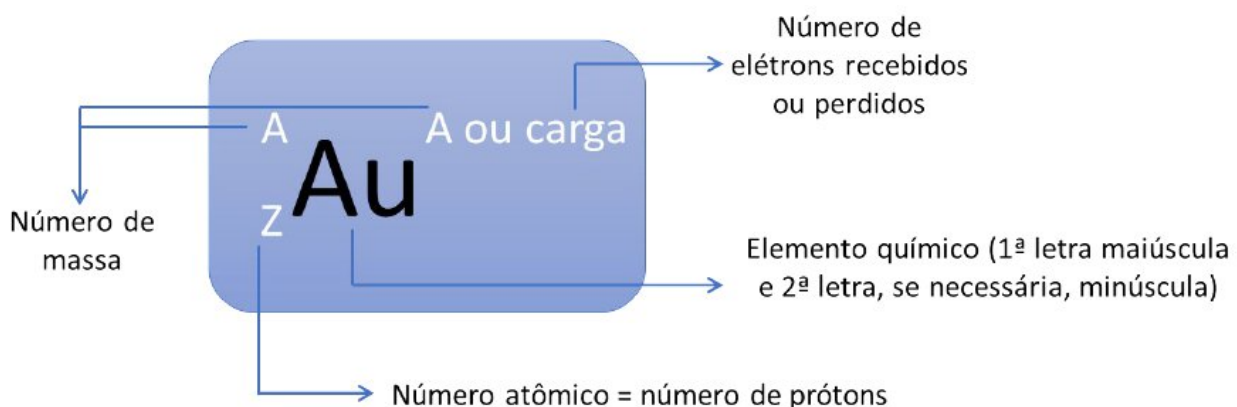 Número de
elétrons recebidos
ou perdidos
A
A ou carga
Au
Z
Número de
massa
Elemento químico (1ª letra maiúscula
e 2ª letra, se necessária, minúscula)
Número atômico = número de prótons